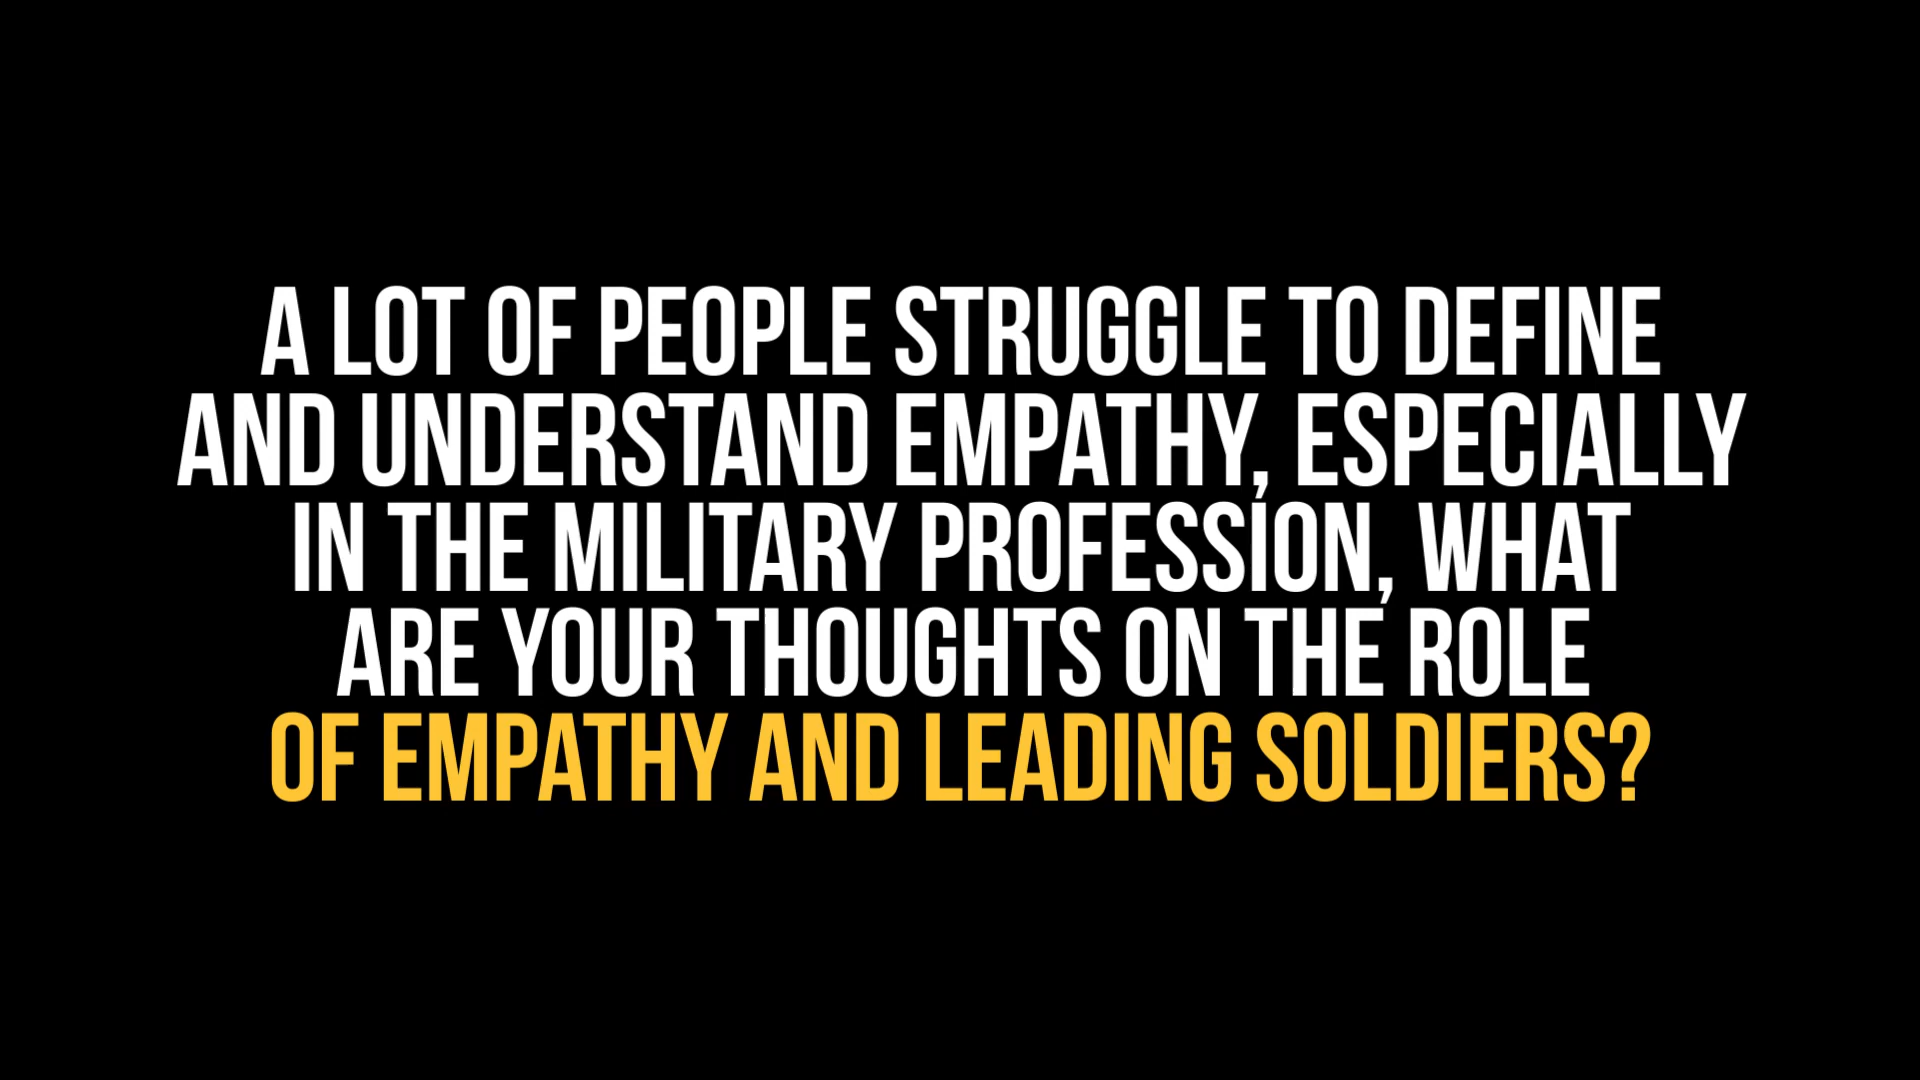 A LOT OF PEOPLE STRUGGLE TO DEFINE
AND UNDERSTAND EMPATHY, ESPECIALLY
IN THE MILITARY PROFESSION, WHAT
ARE YOUR THOUGHTS ON THE ROLE
OF EMPATHY AND LEADING SOLDIERS?